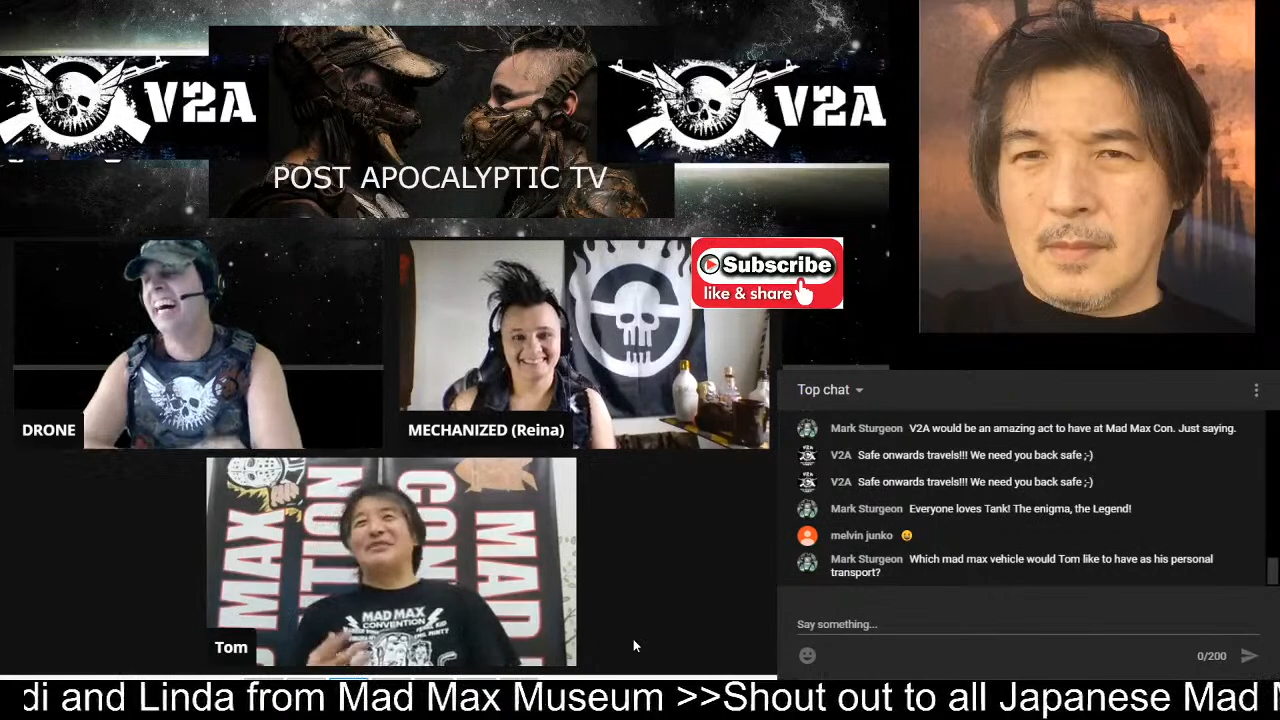 V2A
V2A
POST APOCALYPTIC TV
Subscribe
like & share
DRONE
MECHANIZED (Reina)
MAD MAX
CON
MAD
MAD MAX
CONVENTION
Tom
Top chat
Mark Sturgeon V2A would be an amazing act to have at Mad Max Con. Just saying.
V2A Safe onwards travels!!! We need you back safe ;-)
V2A Safe onwards travels!!! We need you back safe ;-)
Mark Sturgeon Everyone loves Tank! The enigma, the Legend!
melvin junko
Mark Sturgeon Which mad max vehicle would Tom like to have as his personal
transport?
Say something...
0/200
di and Linda from Mad Max Museum >>Shout out to all Japanese Mad